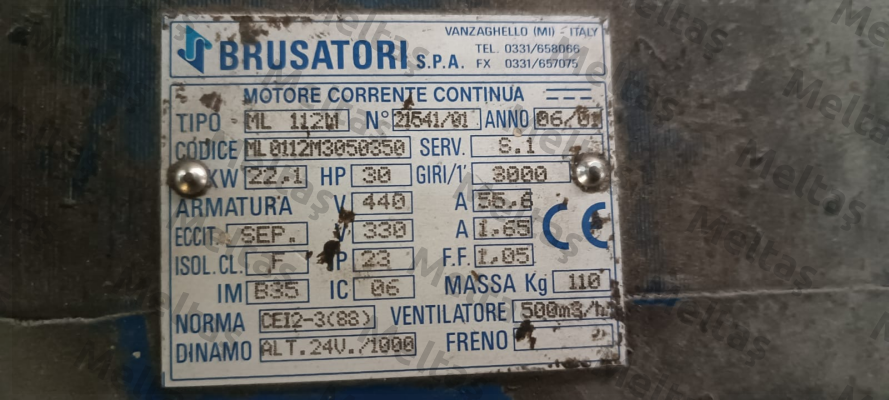 VANZAGHELLO (MI) - ITALY
BRUSATORI S.P.A.
TEL. 0331/658066
FX 0331/657075
MOTORE CORRENTE CONTINUA
TIPO ML 112M N° 21541/01 ANNO 06/01
CODICE ML0112M3050350 SERV. S.1
KW 22.1 HP 30 GIRI/1' 3000
ARMATURA V 440 A 55,6
ECCIT. SEP. V 330 A 1,65
ISOL. CL. F IP 23 F.F. 1,05
IM B35 IC 06 MASSA Kg 110
NORMA CEI2-3(88) VENTILATORE 500m3/h
DINAMO ALT.24V./1000 FRENO
CE
Meltaş